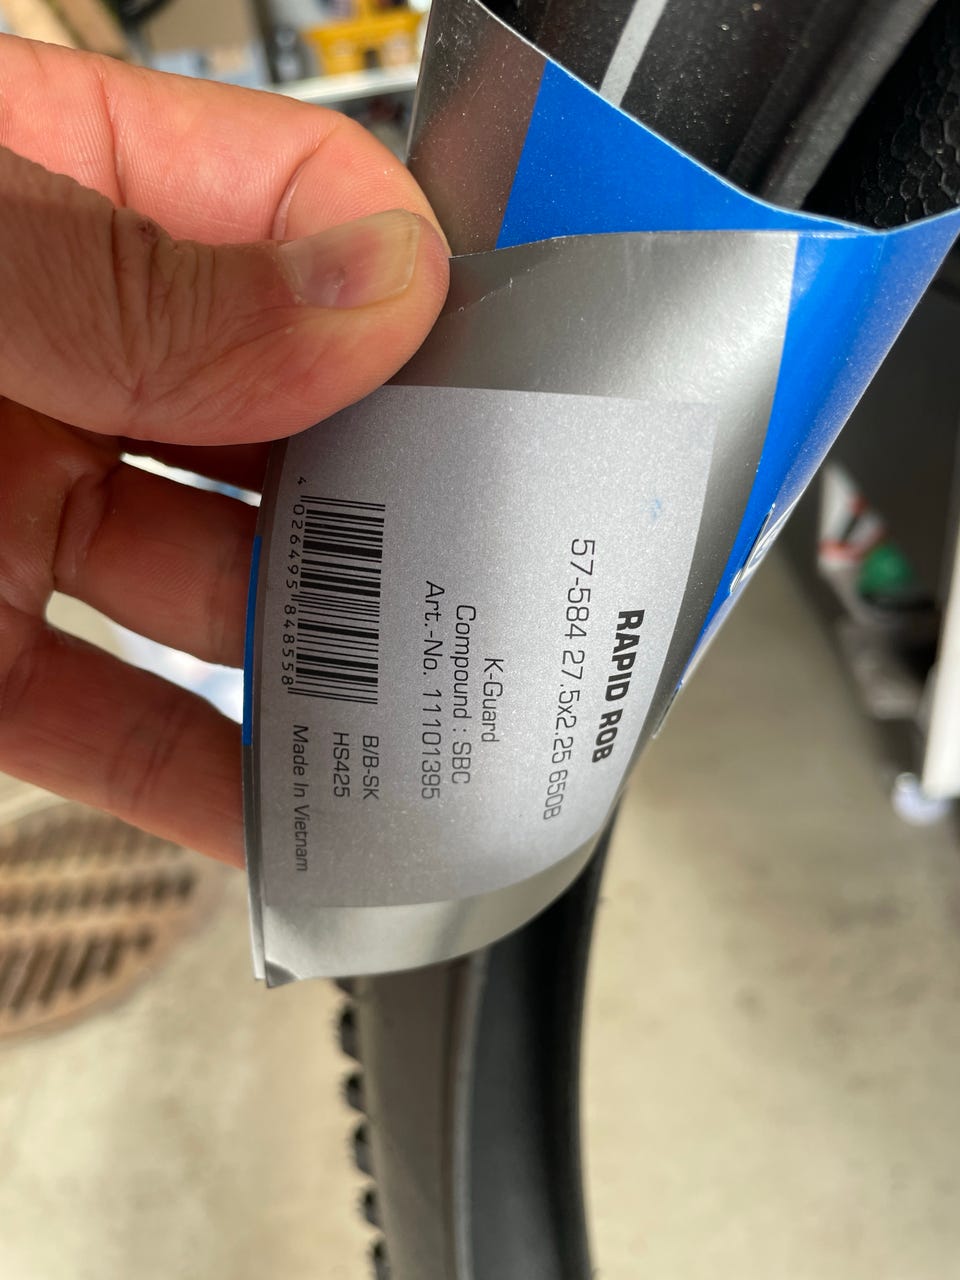 RAPID ROB
57-584 27.5x2.25 650B
K-Guard
Compound : SBC
Art.-No. 11101395
4 026495 848558
B/B-SK
HS425
Made In Vietnam